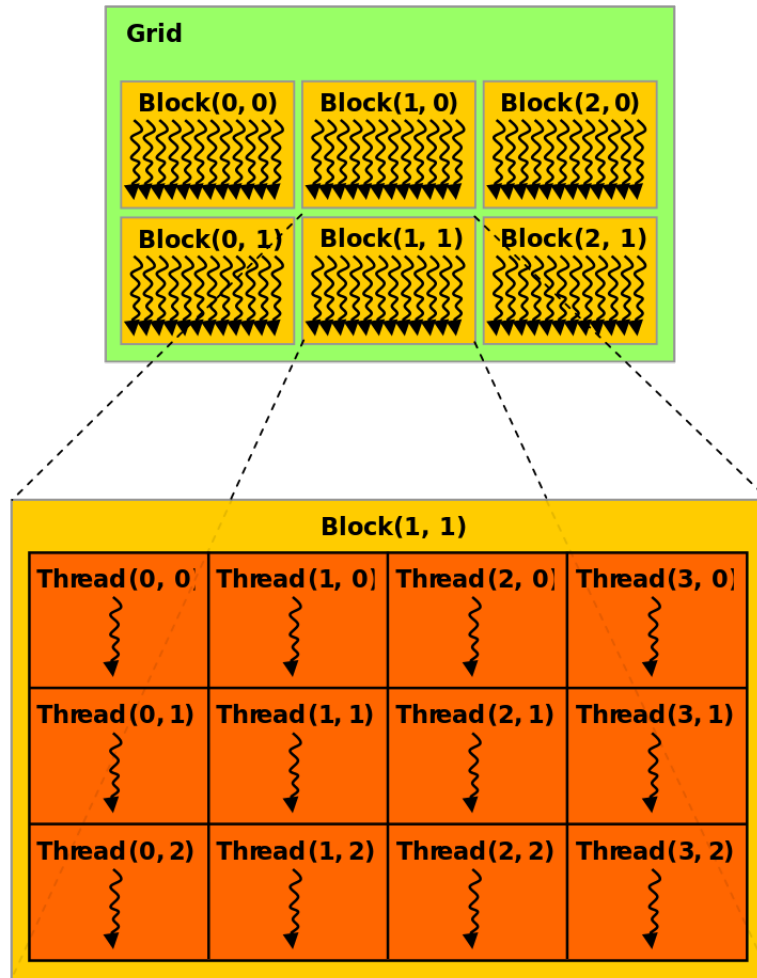 Grid
Block(0, 0) Block(1, 0) Block(2, 0)
Block(0, 1) Block(1, 1) Block(2, 1)
Block(1, 1)
Thread(0, 0) Thread(1, 0) Thread(2, 0) Thread(3, 0)
Thread(0, 1) Thread(1, 1) Thread(2, 1) Thread(3, 1)
Thread(0, 2) Thread(1, 2) Thread(2, 2) Thread(3, 2)